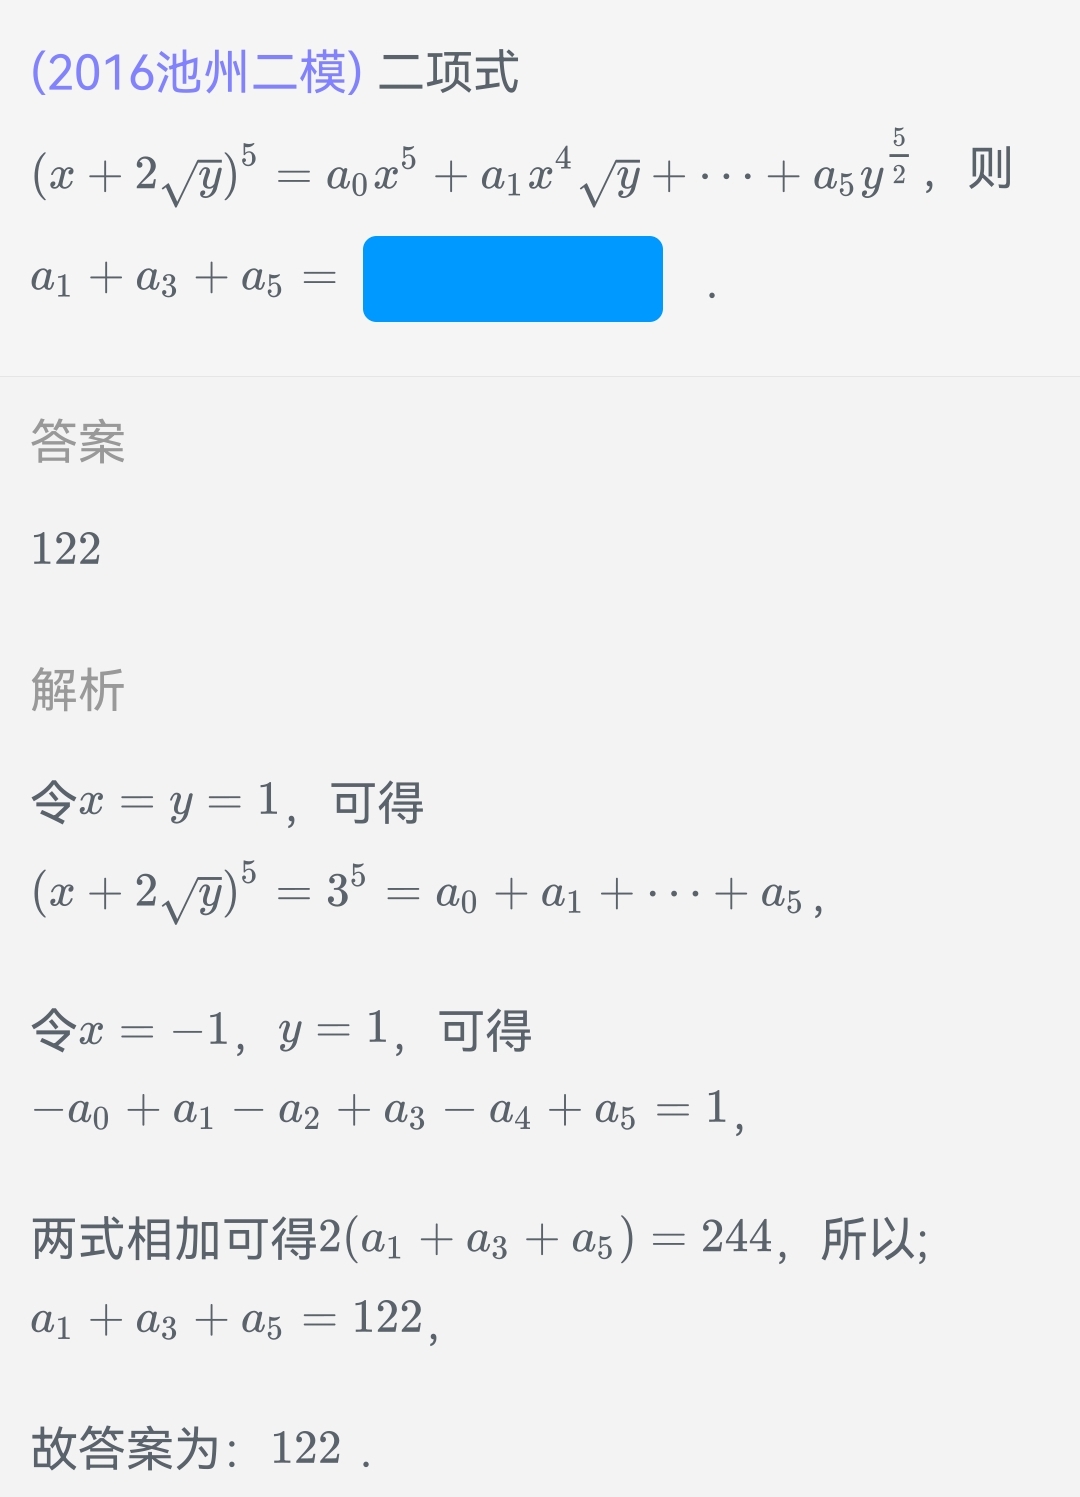 (2016池州二模) 二项式
$(x+2\sqrt{y})^5 = a_0x^5 + a_1x^4\sqrt{y} + \cdots + a_5y^{\frac{5}{2}}$，则
$a_1 + a_3 + a_5 =$ .
答案
122
解析
令$x = y = 1$，可得
$(x+2\sqrt{y})^5 = 3^5 = a_0 + a_1 + \cdots + a_5$，
令$x = -1$，$y = 1$，可得
$-a_0 + a_1 - a_2 + a_3 - a_4 + a_5 = 1$，
两式相加可得$2(a_1 + a_3 + a_5) = 244$，所以;
$a_1 + a_3 + a_5 = 122$，
故答案为：122 .